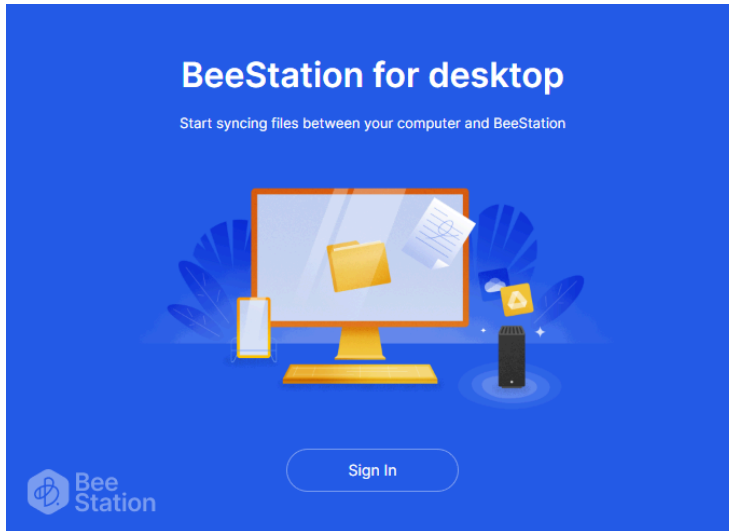 BeeStation for desktop
Start syncing files between your computer and BeeStation
Sign In
Bee
Station